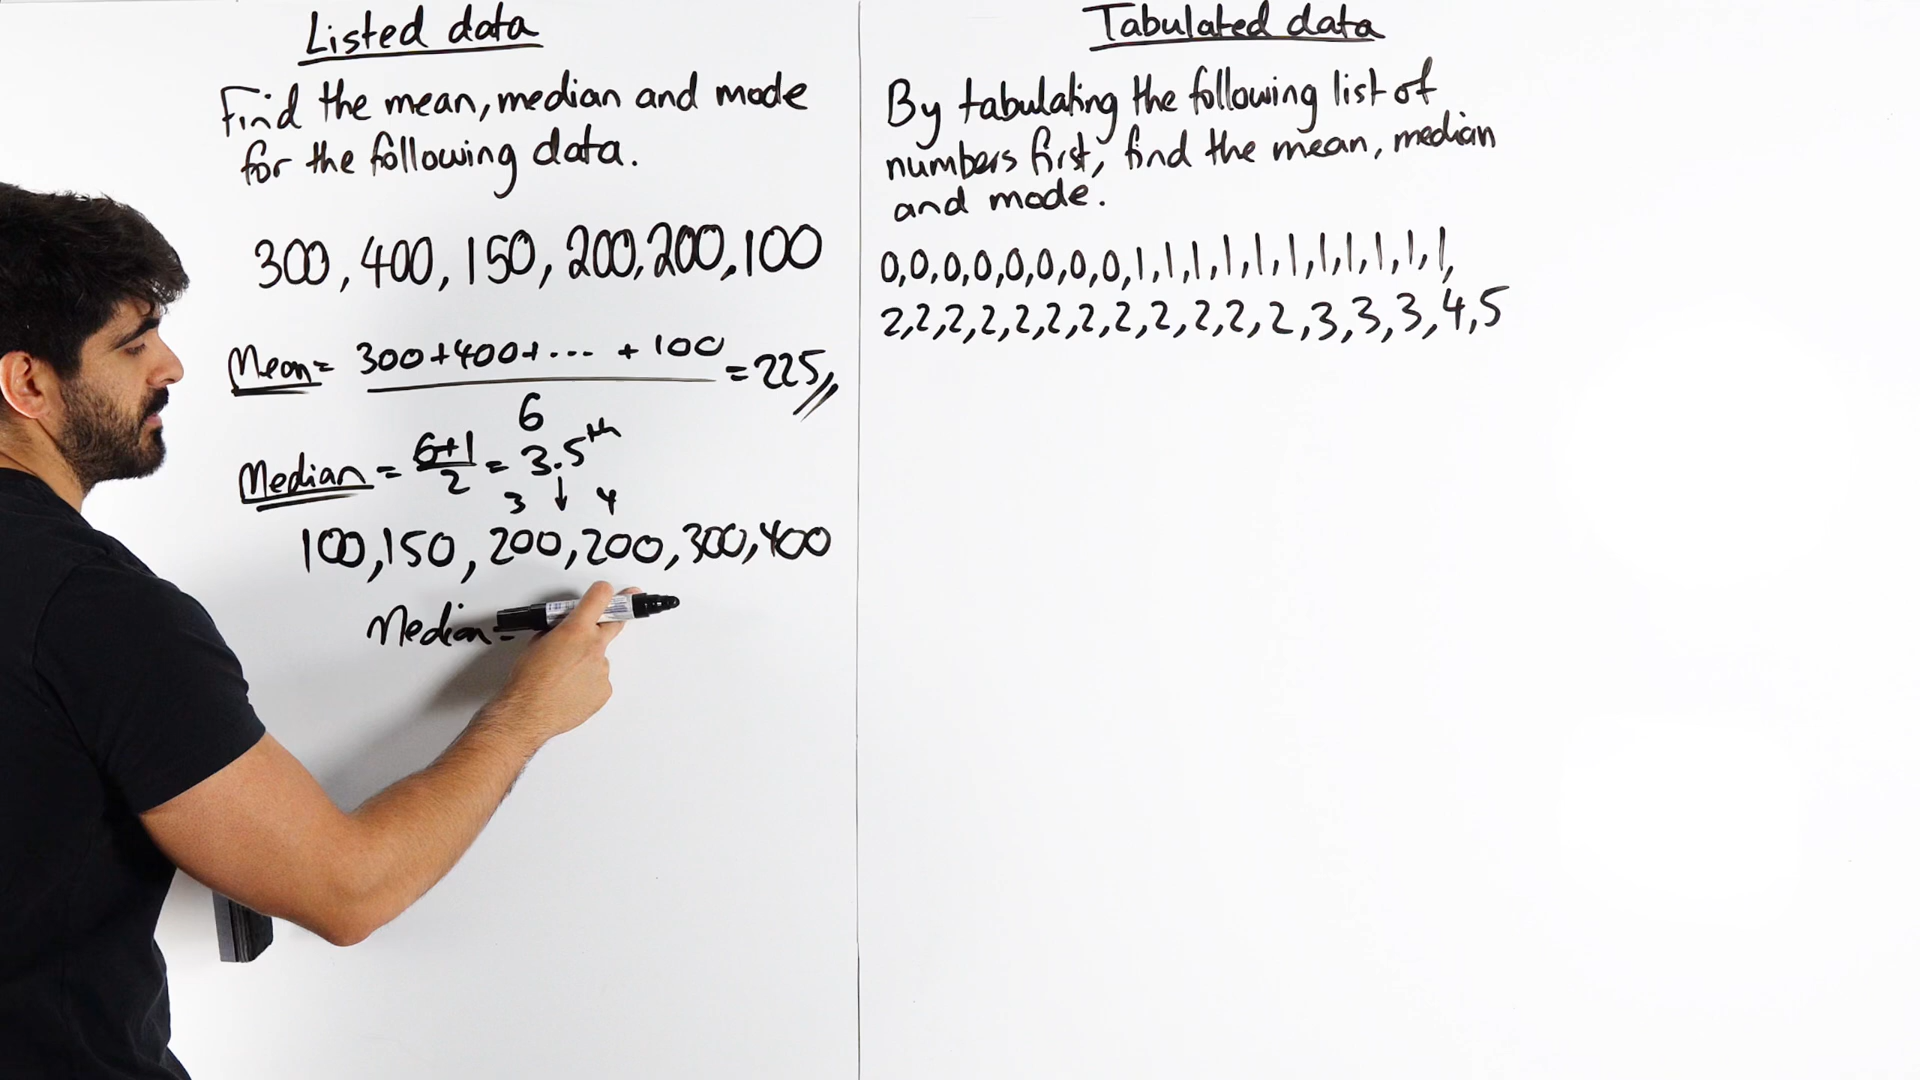 Listed data
Find the mean, median and mode
for the following data.
300, 400, 150, 200, 200, 100
Mean = 300+400+... + 100 = 225
6
Median = 6+1/2 = 3.5th
3 ↓ 4
100, 150, 200, 200, 300, 400
Median =
Tabulated data
By tabulating the following list of
numbers first, find the mean, median
and mode.
0,0,0,0,0,0,0,0,1,1,1,1,1,1,1,1,1,1,1,
2,2,2,2,2,2,2,2,2,2,2,2,3,3,3,4,5